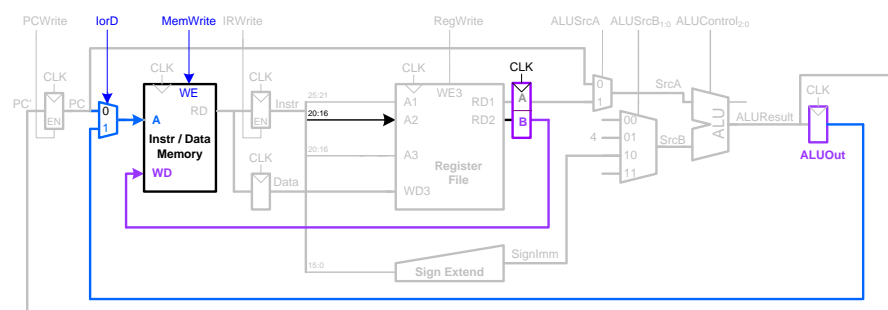 PCWrite IorD MemWrite IRWrite RegWrite ALUSrcA ALUSrcB1:0 ALUControl2:0
CLK CLK CLK CLK CLK CLK
PC' PC EN 0 1
WE
A RD
Instr / Data
Memory
WD
EN Instr
CLK
Data
25:21
20:16
20:16
15:0
WE3
A1 RD1
A2 RD2
A3
WD3
Register
File
A
B
0
1
SrcA
00
4 01
10
11
SrcB
ALU
ALUResult
ALUOut
SignImm
Sign Extend